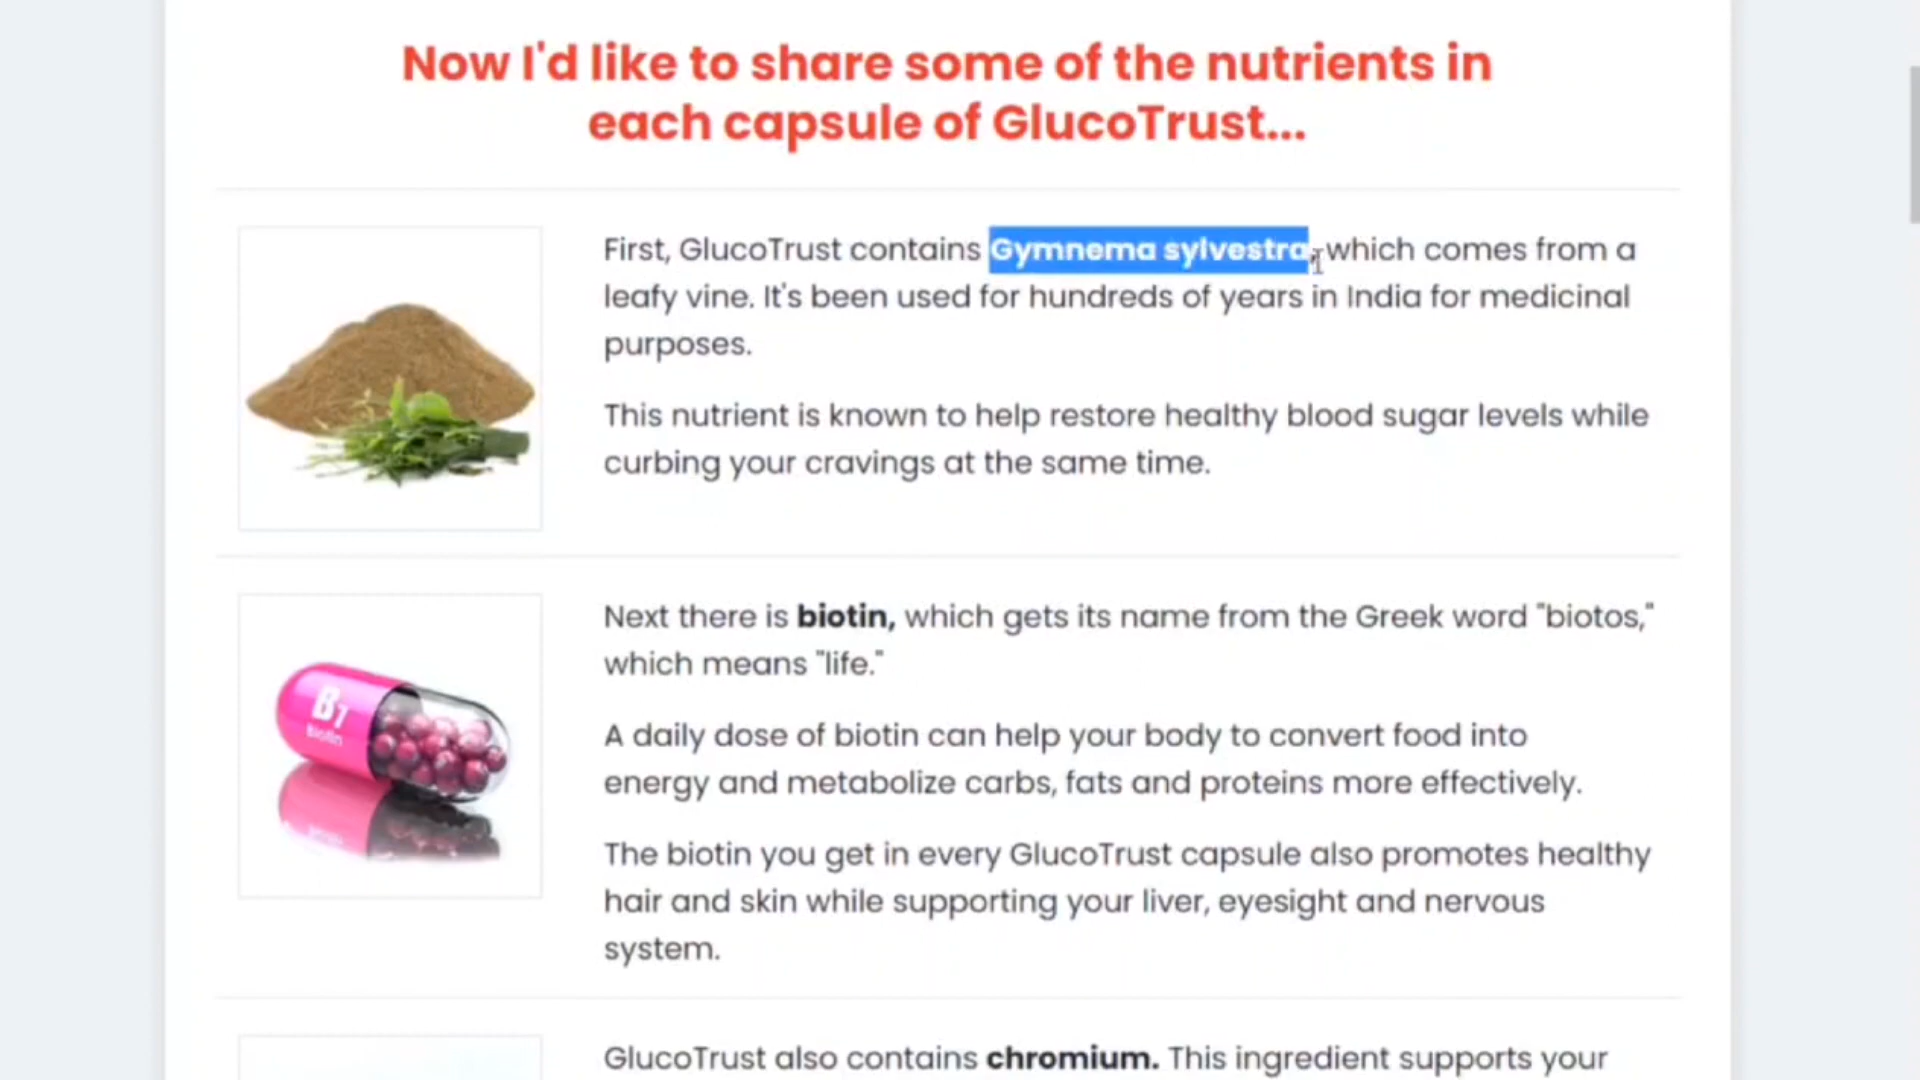 Now I'd like to share some of the nutrients in
each capsule of GlucoTrust...
First, GlucoTrust contains Gymnema sylvestra, which comes from a
leafy vine. It's been used for hundreds of years in India for medicinal
purposes.
This nutrient is known to help restore healthy blood sugar levels while
curbing your cravings at the same time.
B7
Biotin
Next there is biotin, which gets its name from the Greek word "biotos,"
which means "life."
A daily dose of biotin can help your body to convert food into
energy and metabolize carbs, fats and proteins more effectively.
The biotin you get in every GlucoTrust capsule also promotes healthy
hair and skin while supporting your liver, eyesight and nervous
system.
GlucoTrust also contains chromium. This ingredient supports your